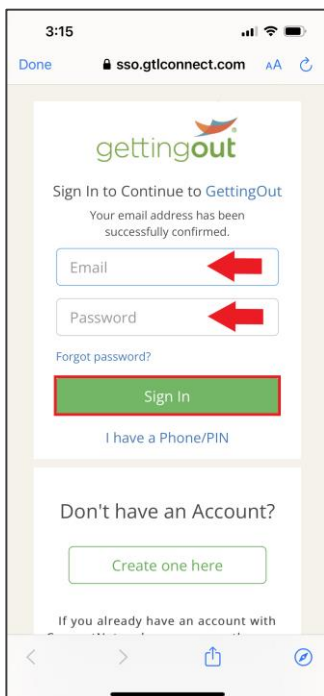 3:15
Done sso.gtlconnect.com AA
gettingout
Sign In to Continue to GettingOut
Your email address has been
successfully confirmed.
Email
Password
Forgot password?
Sign In
I have a Phone/PIN
Don't have an Account?
Create one here
If you already have an account with